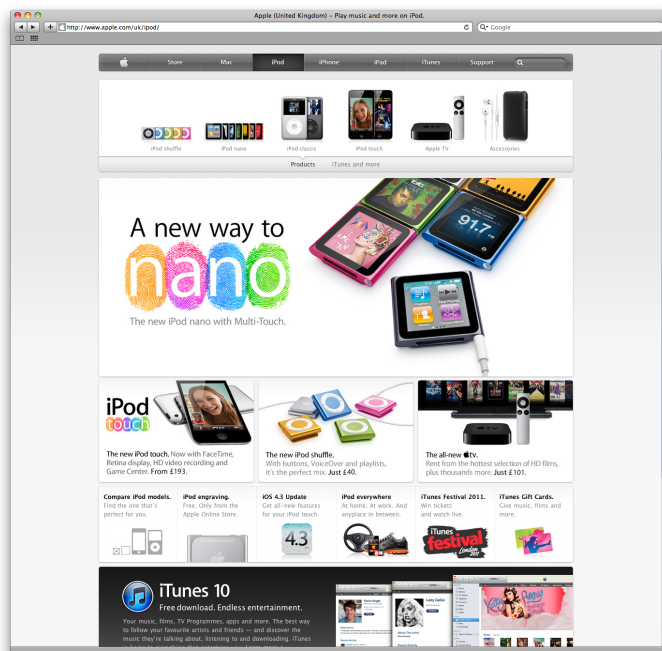 Apple (United Kingdom) – Play music and more on iPod.
http://www.apple.com/uk/ipod/
Google
Store Mac iPod iPhone iPad iTunes Support
iPod shuffle iPod nano iPod classic iPod touch Apple TV Accessories
Products iTunes and more
A new way to
nano
The new iPod nano with Multi-Touch.
91.7
iPod
touch
The new iPod touch. Now with FaceTime,
Retina display, HD video recording and
Game Center. From £193.
The new iPod shuffle.
With buttons, VoiceOver and playlists,
it's the perfect mix. Just £40.
The all-new tv.
Rent from the hottest selection of HD films,
plus thousands more. Just £101.
Compare iPod models.
Find the one that's
perfect for you.
iPod engraving.
Free. Only from the
Apple Online Store.
iOS 4.3 Update
Get all-new features
for your iPod touch.
4.3
iPod everywhere
At home. At work. And
anyplace in between.
iTunes Festival 2011.
Win tickets
and watch live.
iTunes
festival
London
2011
iTunes Gift Cards.
Give music, films and
more.
iTunes 10
Free download. Endless entertainment.
Your music, films, TV Programmes, apps and more. The best way
to follow your favourite artists and friends — and discover the
music they're talking about, listening to and downloading. iTunes
Lady GaGa
Katy Perry